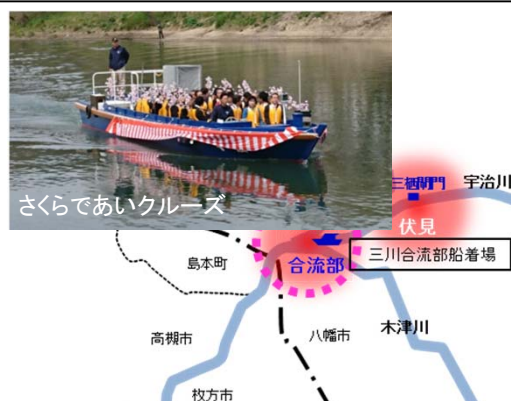 さくらであいクルーズ
三栖閘門
宇治川
伏見
三川合流部船着場
島本町
合流部
高槻市
八幡市
木津川
枚方市